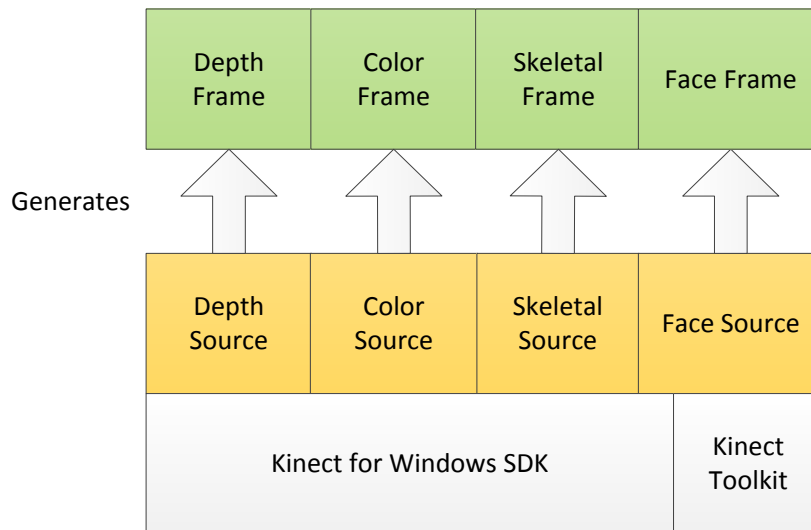 Depth
Frame
Color
Frame
Skeletal
Frame
Face Frame
Generates
Depth
Source
Color
Source
Skeletal
Source
Face Source
Kinect for Windows SDK
Kinect
Toolkit